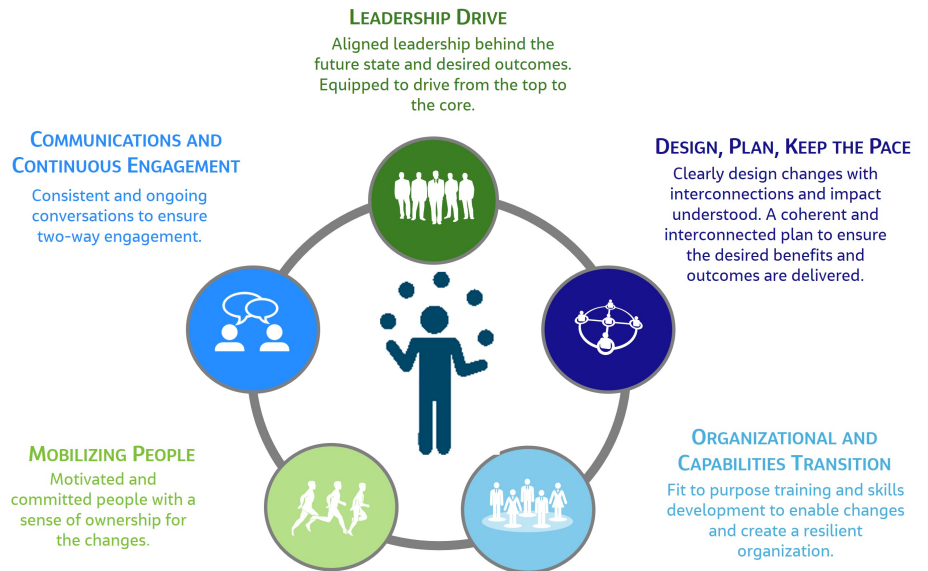 LEADERSHIP DRIVE
Aligned leadership behind the
future state and desired outcomes.
Equipped to drive from the top to
the core.
COMMUNICATIONS AND
CONTINUOUS ENGAGEMENT
Consistent and ongoing
conversations to ensure
two-way engagement.
DESIGN, PLAN, KEEP THE PACE
Clearly design changes with
interconnections and impact
understood. A coherent and
interconnected plan to ensure
the desired benefits and
outcomes are delivered.
MOBILIZING PEOPLE
Motivated and
committed people with a
sense of ownership for
the changes.
ORGANIZATIONAL AND
CAPABILITIES TRANSITION
Fit to purpose training and skills
development to enable changes
and create a resilient
organization.